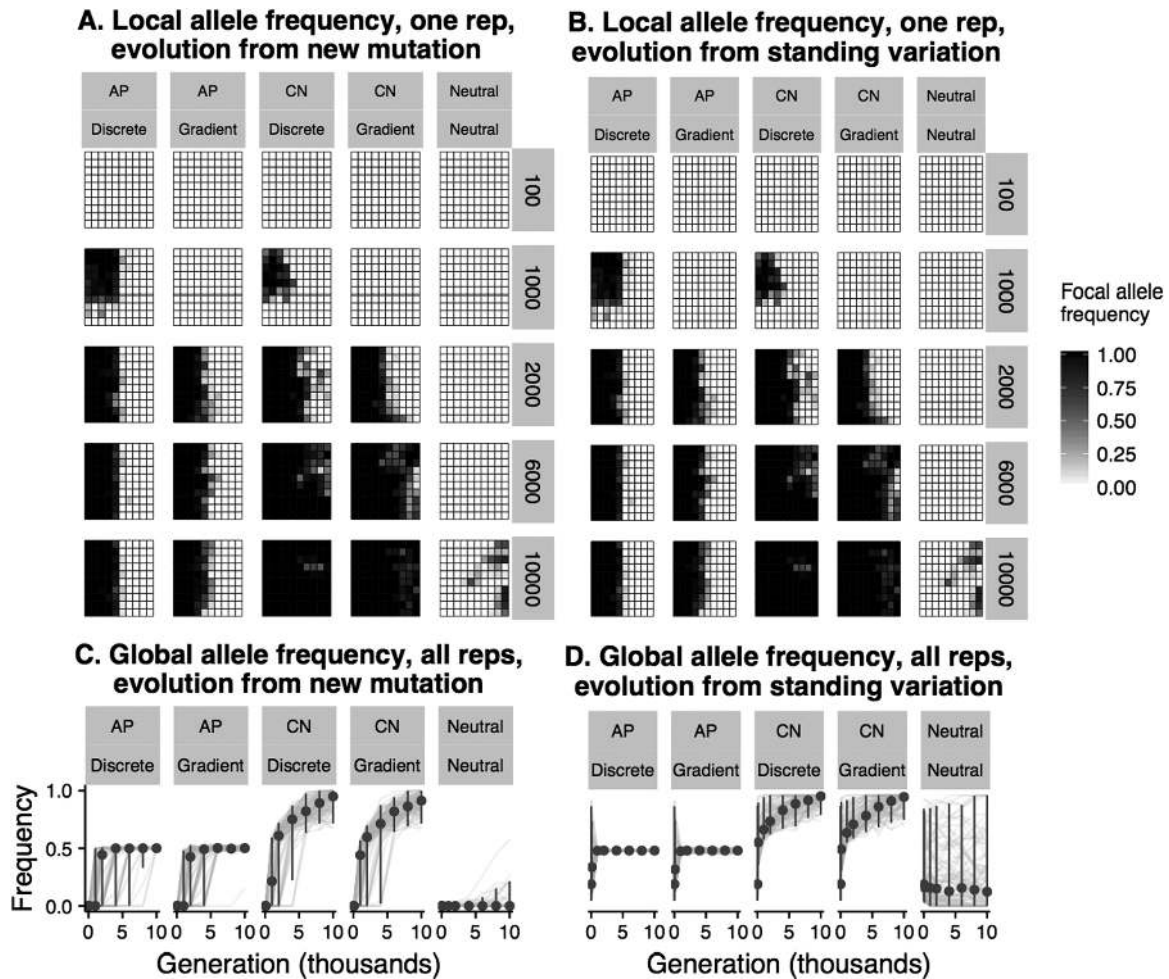 A. Local allele frequency, one rep,
evolution from new mutation
AP AP CN CN Neutral
Discrete Gradient Discrete Gradient Neutral
100
1000
2000
6000
10000
B. Local allele frequency, one rep,
evolution from standing variation
AP AP CN CN Neutral
Discrete Gradient Discrete Gradient Neutral
100
1000
2000
6000
10000
Focal allele
frequency
1.00
0.75
0.50
0.25
0.00
C. Global allele frequency, all reps,
evolution from new mutation
AP AP CN CN Neutral
Discrete Gradient Discrete Gradient Neutral
Frequency
1.0
0.5
0.0
0 5 10 0 5 10 0 5 10 0 5 10 0 5 10
Generation (thousands)
D. Global allele frequency, all reps,
evolution from standing variation
AP AP CN CN Neutral
Discrete Gradient Discrete Gradient Neutral
0 5 10 0 5 10 0 5 10 0 5 10 0 5 10
Generation (thousands)